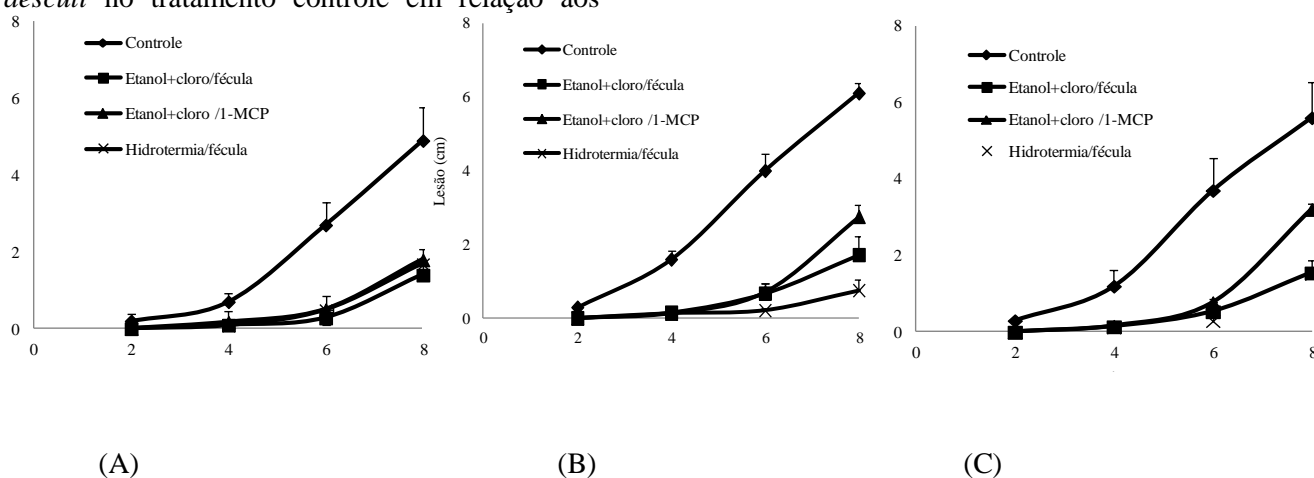 aesculi no tratamento controle em relação aos
8
6
4
2
0
0 2 4 6 8
Controle
Etanol+cloro/fécula
Etanol+cloro /1-MCP
Hidrotermia/fécula
Lesão (cm)
8
6
4
2
0
0 2 4 6 8
Controle
Etanol+cloro/fécula
Etanol+cloro /1-MCP
Hidrotermia/fécula
8
6
4
2
0
0 2 4 6 8
Controle
Etanol+cloro/fécula
Etanol+cloro /1-MCP
Hidrotermia/fécula
(A) (B) (C)